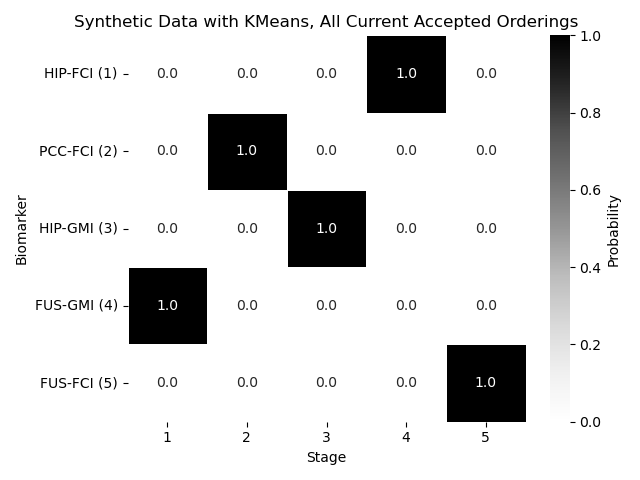 Synthetic Data with KMeans, All Current Accepted Orderings
HIP-FCI (1) 0.0 0.0 0.0 1.0 0.0
PCC-FCI (2) 0.0 1.0 0.0 0.0 0.0
HIP-GMI (3) 0.0 0.0 1.0 0.0 0.0
FUS-GMI (4) 1.0 0.0 0.0 0.0 0.0
FUS-FCI (5) 0.0 0.0 0.0 0.0 1.0
1 2 3 4 5
Stage
Biomarker
1.0
0.8
0.6
0.4
0.2
0.0
Probability